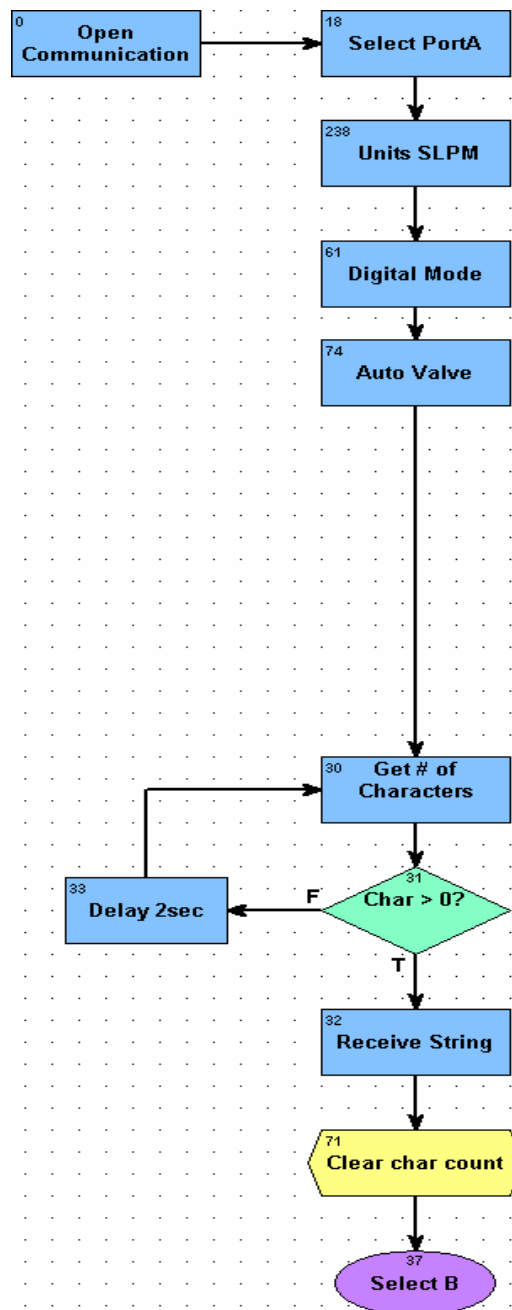 0
Open
Communication
18
Select PortA
238
Units SLPM
61
Digital Mode
74
Auto Valve
30
Get # of
Characters
31
Char > 0?
F
33
Delay 2sec
T
32
Receive String
71
Clear char count
37
Select B